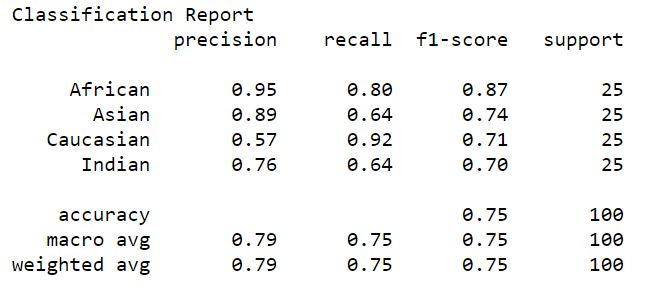 Classification Report
precision recall f1-score support
African 0.95 0.80 0.87 25
Asian 0.89 0.64 0.74 25
Caucasian 0.57 0.92 0.71 25
Indian 0.76 0.64 0.70 25
accuracy 0.75 100
macro avg 0.79 0.75 0.75 100
weighted avg 0.79 0.75 0.75 100